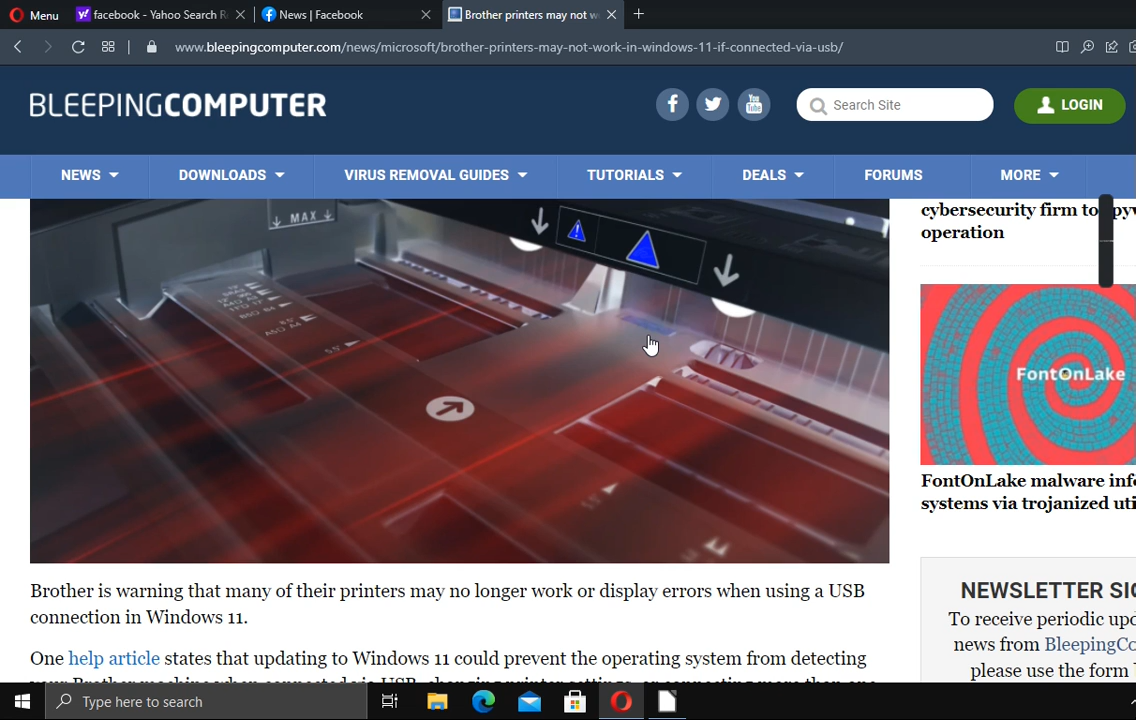 Menu
facebook - Yahoo Search R
News | Facebook
Brother printers may not w
www.bleepingcomputer.com/news/microsoft/brother-printers-may-not-work-in-windows-11-if-connected-via-usb/
BLEEPINGCOMPUTER
You Tube
Search Site
LOGIN
NEWS
DOWNLOADS
VIRUS REMOVAL GUIDES
TUTORIALS
DEALS
FORUMS
MORE
MAX
cybersecurity firm to
operation
FontOnLake
FontOnLake malware inf
systems via trojanized uti
Brother is warning that many of their printers may no longer work or display errors when using a USB
connection in Windows 11.
One help article states that updating to Windows 11 could prevent the operating system from detecting
NEWSLETTER SI
To receive periodic upd
news from BleepingCo
please use the form
Type here to search